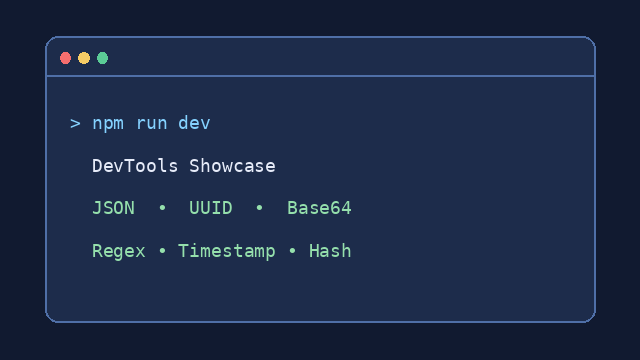 > npm run dev
DevTools Showcase
JSON • UUID • Base64
Regex • Timestamp • Hash